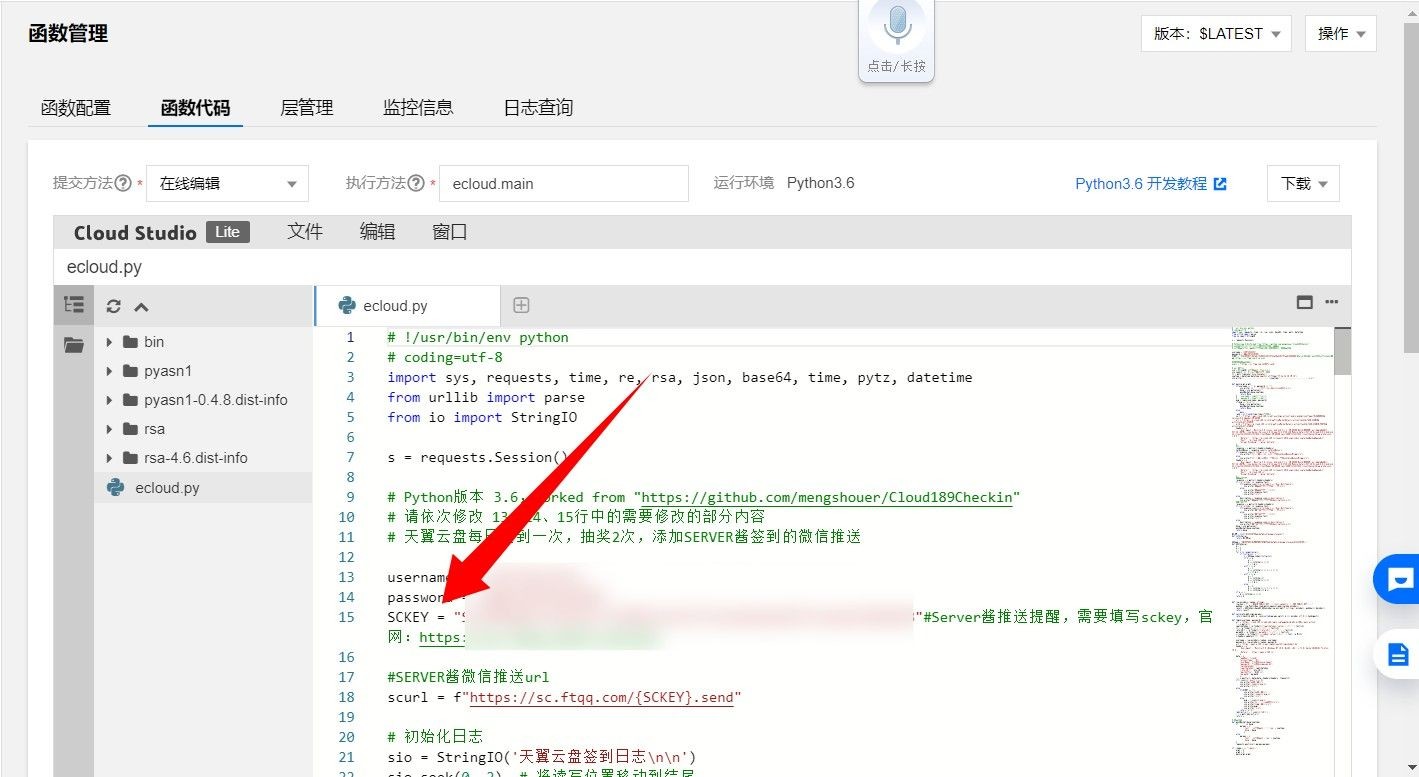 函数管理
点击/长按
版本：$LATEST
操作
函数配置
函数代码
层管理
监控信息
日志查询
提交方法 * 在线编辑
执行方法 * ecloud.main
运行环境 Python3.6
Python3.6 开发教程
下载
Cloud Studio Lite 文件 编辑 窗口
ecloud.py
ecloud.py
bin
pyasn1
pyasn1-0.4.8.dist-info
rsa
rsa-4.6.dist-info
ecloud.py
1 # !/usr/bin/env python
2 # coding=utf-8
3 import sys, requests, time, re, rsa, json, base64, time, pytz, datetime
4 from urllib import parse
5 from io import StringIO
6
7 s = requests.Session()
8
9 # Python版本 3.6, orked from "https://github.com/mengshouer/Cloud189Checkin"
10 # 请依次修改 13 4、15行中的需要修改的部分内容
11 # 天翼云盘每日 到一次，抽奖2次，添加SERVER酱签到的微信推送
12
13 username
14 password =
15 SCKEY = " "#Server酱推送提醒，需要填写sckey，官
网：https:
16
17 #SERVER酱微信推送url
18 scurl = f"https://sc.ftqq.com/{SCKEY}.send"
19
20 # 初始化日志
21 sio = StringIO('天翼云盘签到日志\n\n')
22 sio.seek(0, 2) # 将读写位置移动到结尾